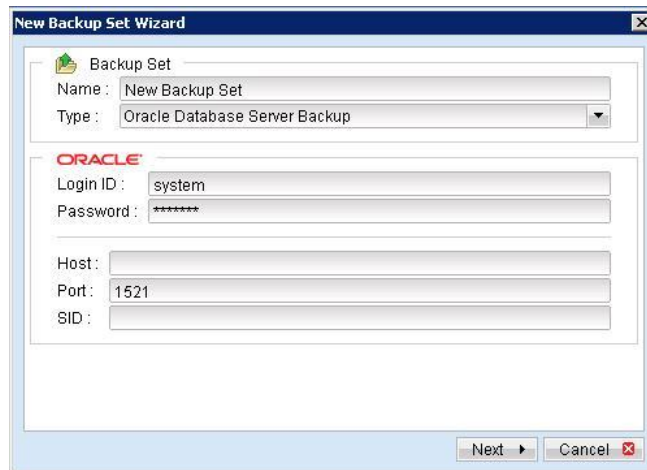 New Backup Set Wizard
Backup Set
Name : New Backup Set
Type : Oracle Database Server Backup
ORACLE
Login ID : system
Password : *******
Host :
Port : 1521
SID :
Next Cancel